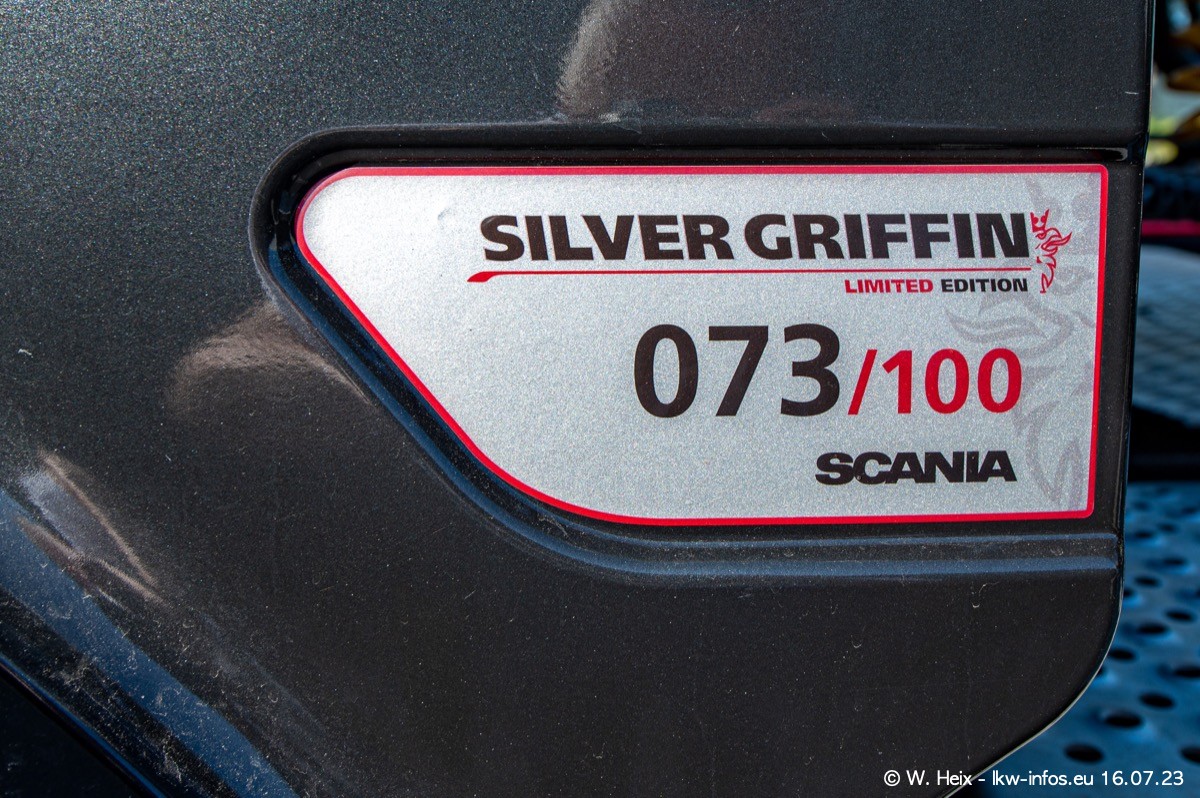 SILVER GRIFFIN
LIMITED EDITION
073/100
SCANIA
© W. Heix - lkw-infos.eu 16.07.23